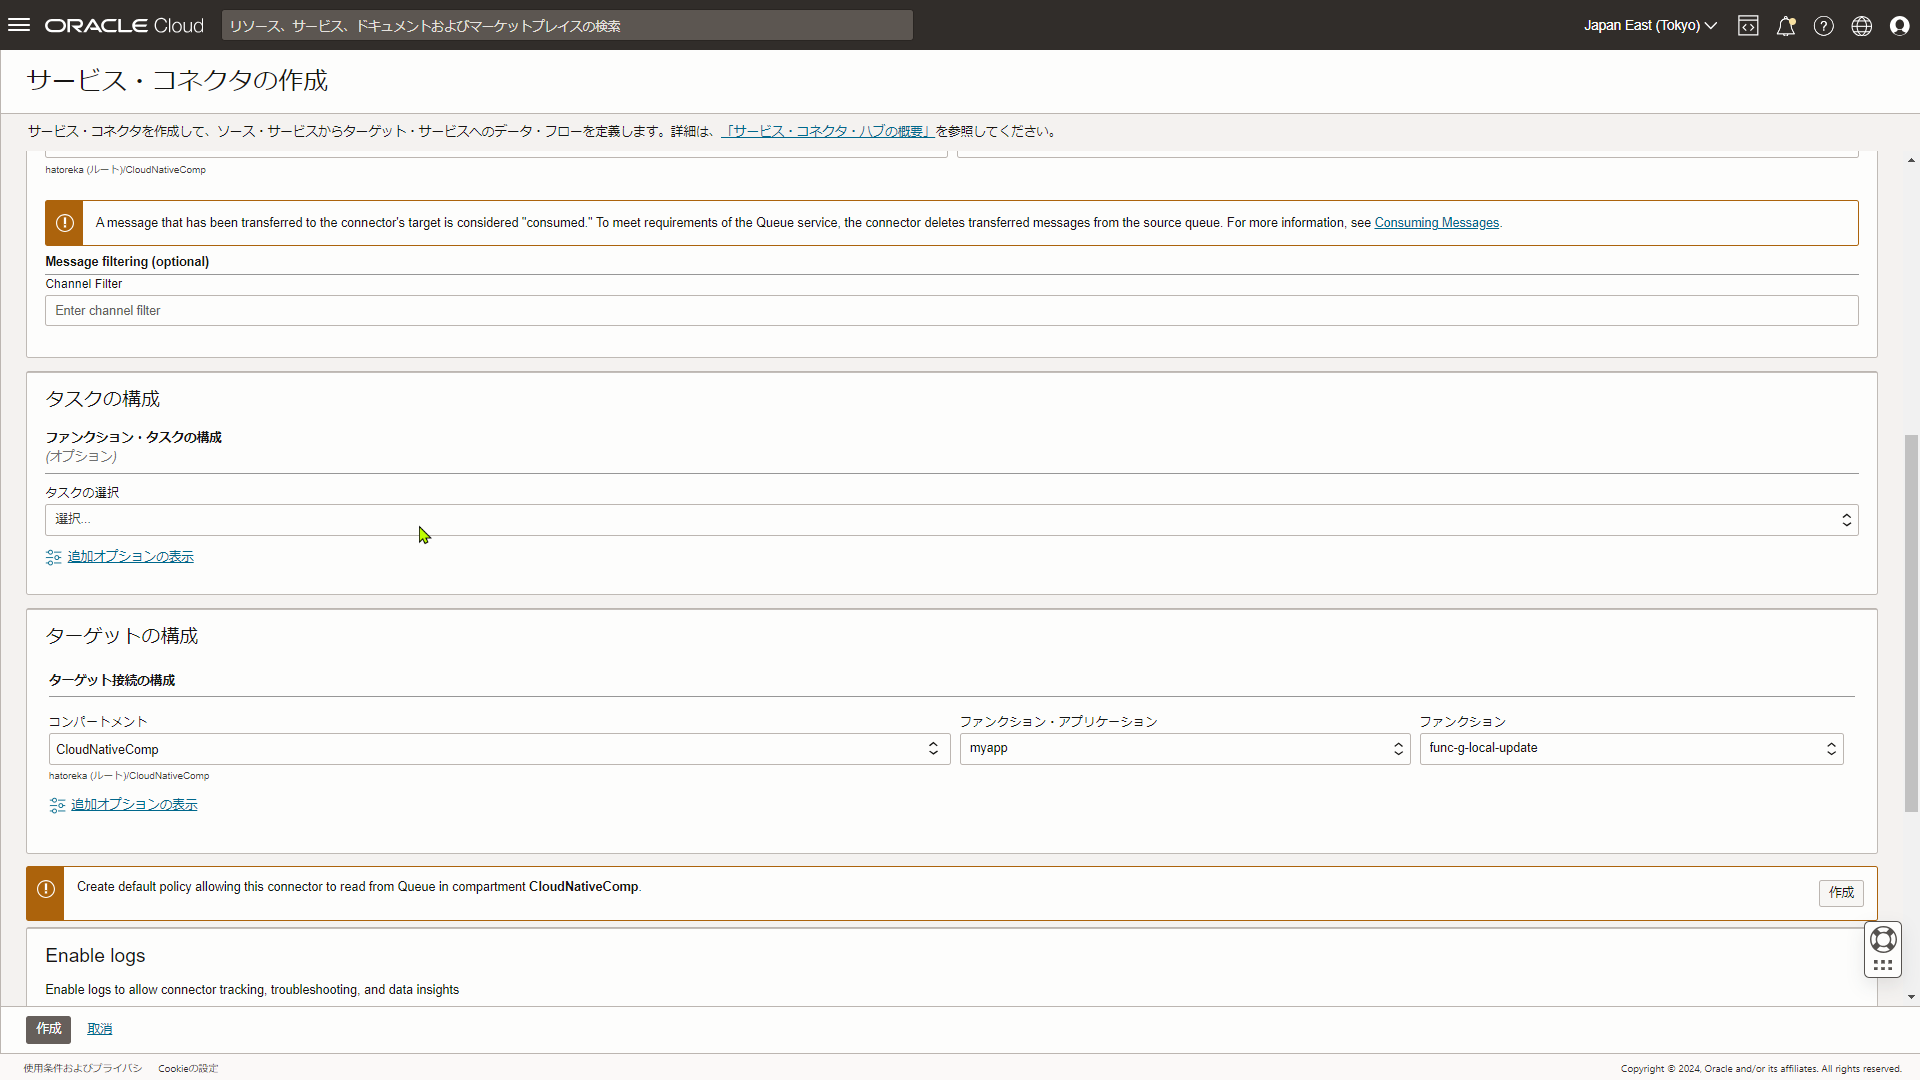 ORACLE Cloud
リソース、サービス、ドキュメントおよびマーケットプレイスの検索
Japan East (Tokyo)
サービス・コネクタの作成
サービス・コネクタを作成して、ソース・サービスからターゲット・サービスへのデータ・フローを定義します。詳細は、「サービス・コネクタ・ハブの概要」を参照してください。
hatoreka (ルート)/CloudNativeComp
A message that has been transferred to the connector's target is considered "consumed." To meet requirements of the Queue service, the connector deletes transferred messages from the source queue. For more information, see Consuming Messages.
Message filtering (optional)
Channel Filter
Enter channel filter
タスクの構成
ファンクション・タスクの構成
(オプション)
タスクの選択
選択...
追加オプションの表示
ターゲットの構成
ターゲット接続の構成
コンパートメント
ファンクション・アプリケーション
ファンクション
CloudNativeComp
myapp
func-g-local-update
hatoreka (ルート)/CloudNativeComp
追加オプションの表示
Create default policy allowing this connector to read from Queue in compartment CloudNativeComp.
作成
Enable logs
Enable logs to allow connector tracking, troubleshooting, and data insights
作成
取消
使用条件およびプライバシ
Cookieの設定
Copyright © 2024, Oracle and/or its affiliates. All rights reserved.